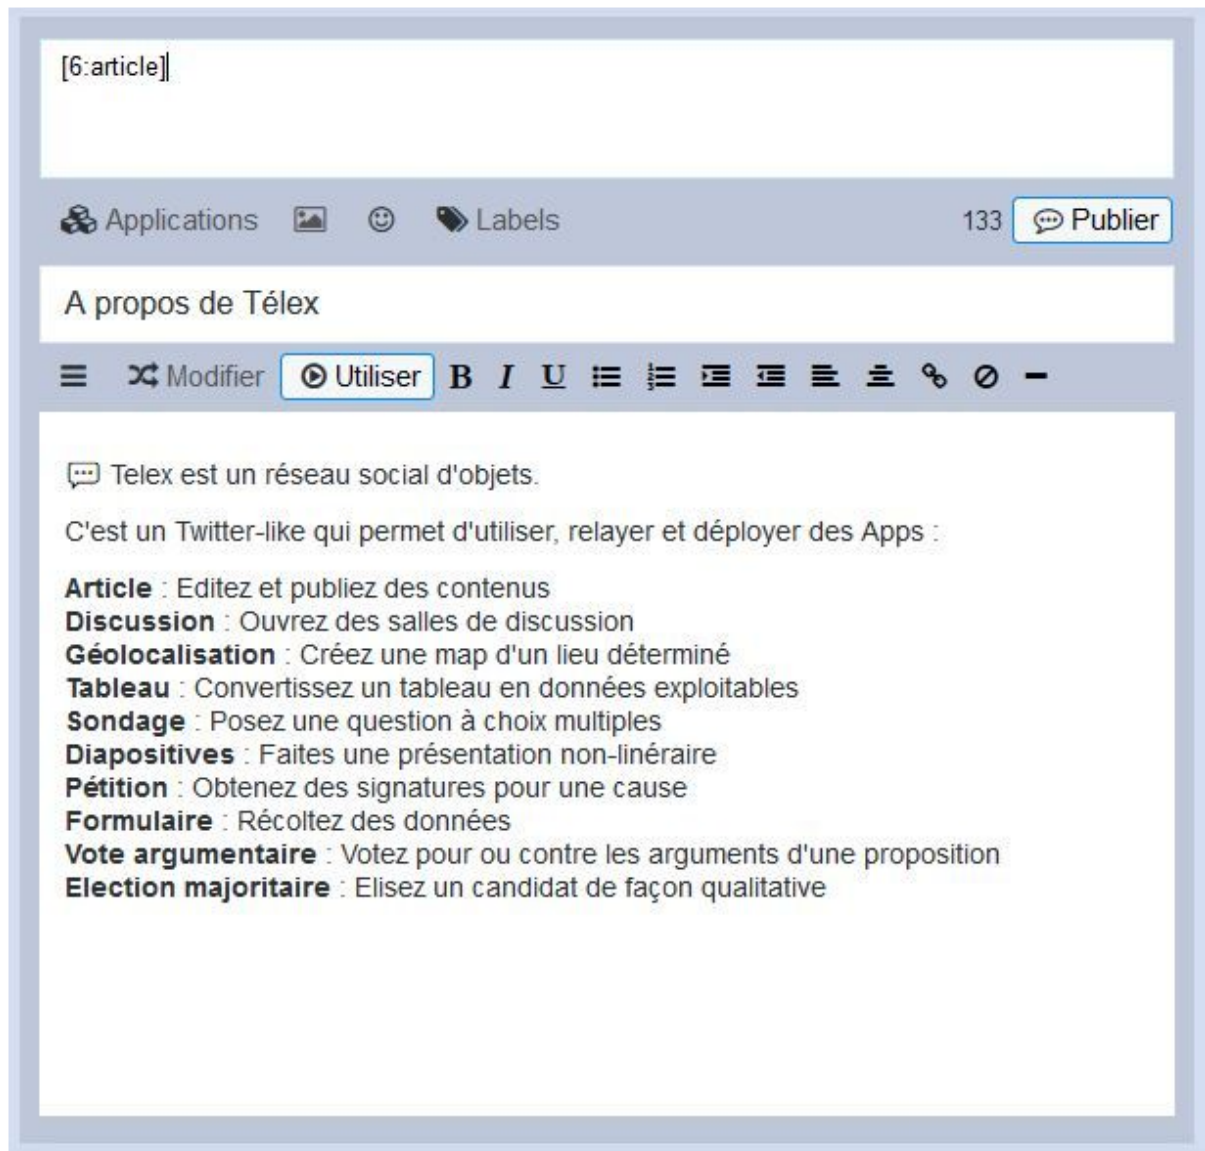 [6:article]
Applications Labels 133 Publier
A propos de Télex
Modifier Utiliser B I U
Telex est un réseau social d'objets.
C'est un Twitter-like qui permet d'utiliser, relayer et déployer des Apps :
Article : Editez et publiez des contenus
Discussion : Ouvrez des salles de discussion
Géolocalisation : Créez une map d'un lieu déterminé
Tableau : Convertissez un tableau en données exploitables
Sondage : Posez une question à choix multiples
Diapositives : Faites une présentation non-linéraire
Pétition : Obtenez des signatures pour une cause
Formulaire : Récoltez des données
Vote argumentaire : Votez pour ou contre les arguments d'une proposition
Election majoritaire : Elisez un candidat de façon qualitative